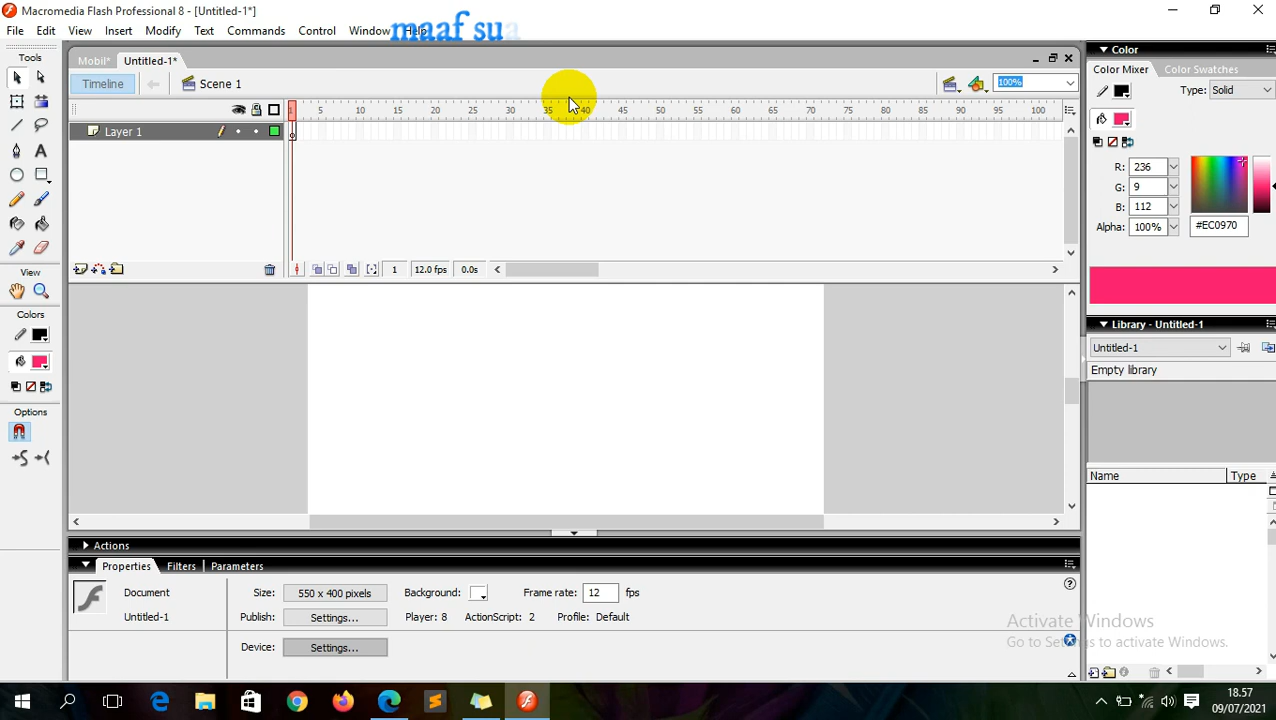 Macromedia Flash Professional 8 - [Untitled-1*]
File Edit View Insert Modify Text Commands Control Window Help
maaf sua
Tools
Mobil* Untitled-1*
Timeline Scene 1 100%
5 10 15 20 25 30 35 40 45 50 55 60 65 70 75 80 85 90 95 100
Layer 1
1 12.0 fps 0.0s
View
Colors
Options
Color
Color Mixer Color Swatches
Type: Solid
R: 236
G: 9
B: 112
Alpha: 100% #EC0970
Library - Untitled-1
Untitled-1
Empty library
Name Type
Actions
Properties Filters Parameters
Document Size: 550 x 400 pixels Background: Frame rate: 12 fps
Untitled-1 Publish: Settings... Player: 8 ActionScript: 2 Profile: Default
Device: Settings...
Activate Windows
Go to Settings to activate Windows.
18.57
09/07/2021